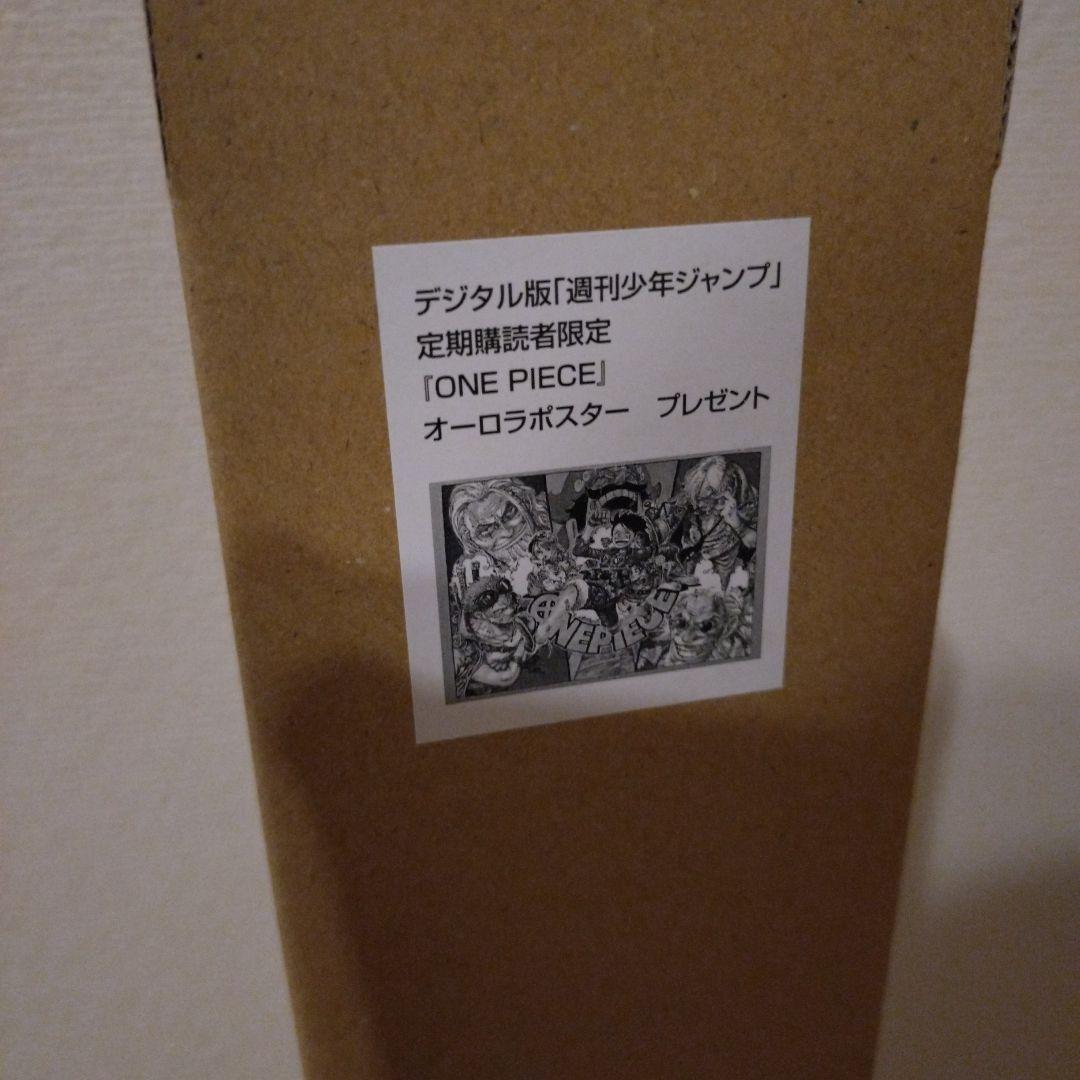 デジタル版「週刊少年ジャンプ」
定期購読者限定
『ONE PIECE』
オーロラポスター　プレゼント
ONE PIECE